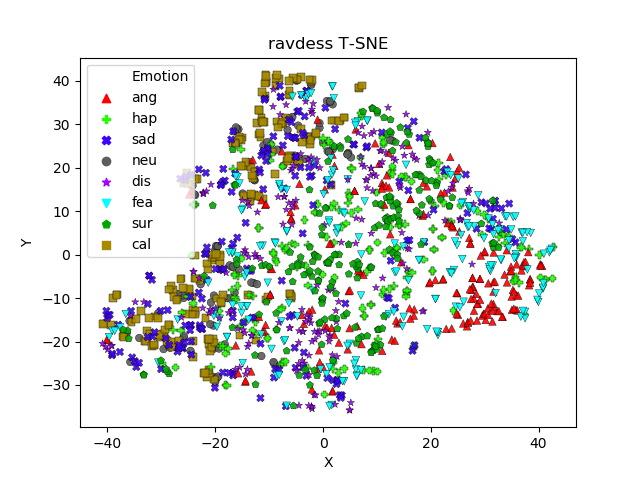 ravdess T-SNE
Emotion
ang
hap
sad
neu
dis
fea
sur
cal
40
30
20
10
0
−10
−20
−30
Y
−40
−20
0
20
40
X